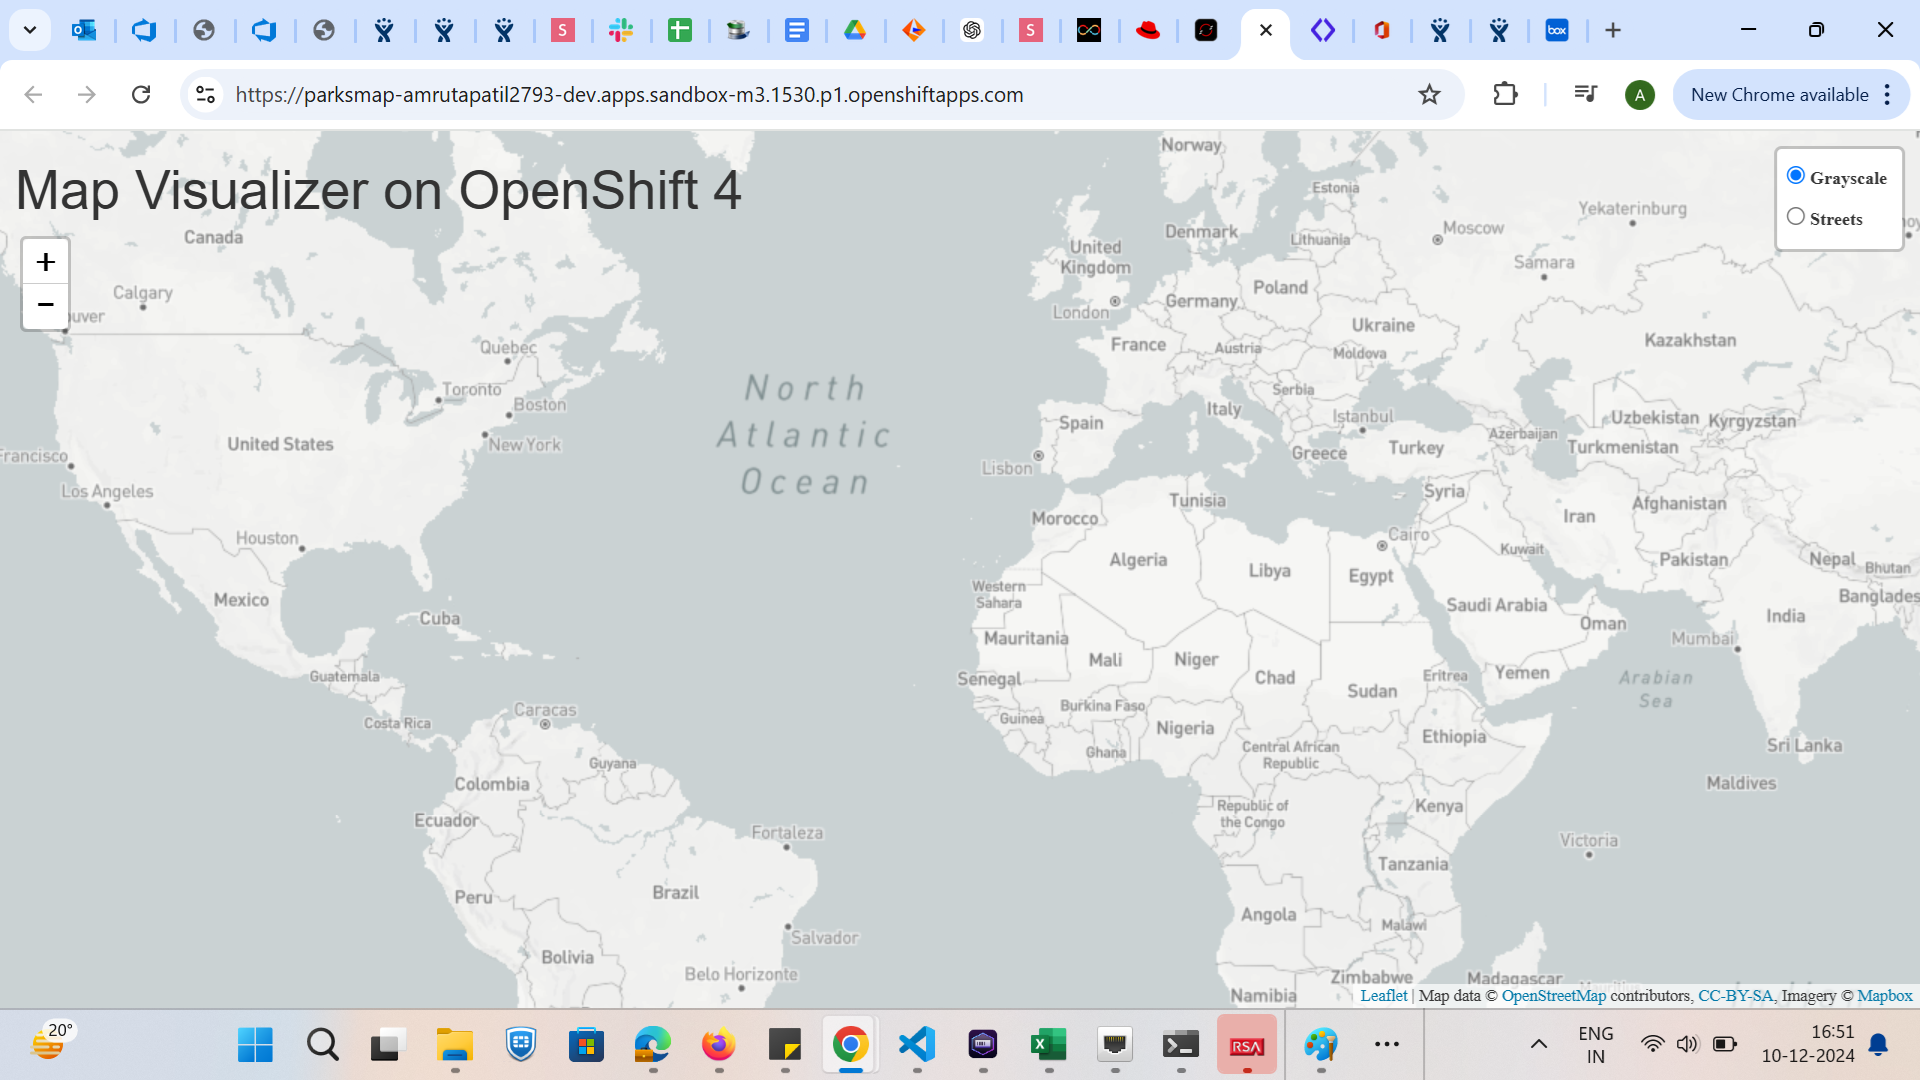 S
S
box
https://parksmap-amrutapatil2793-dev.apps.sandbox-m3.1530.p1.openshiftapps.com
A
New Chrome available
Map Visualizer on OpenShift 4
+
−
Grayscale
Streets
Norway
Estonia
Yekaterinburg
Moscow
Canada
Denmark
Lithuania
United
Kingdom
Samara
Calgary
Poland
Germany
London
ouver
Ukraine
Kazakhstan
Quebec
France
Austria
Moldova
Toronto
Boston
North
Atlantic
Ocean
Serbia
Italy
Istanbul
Uzbekistan
Kyrgyzstan
Spain
Azerbaijan
United States
New York
Greece
Turkey
Turkmenistan
Francisco
Lisbon
Los Angeles
Tunisia
Syria
Afghanistan
Morocco
Iran
Houston
Cairo
Kuwait
Algeria
Libya
Egypt
Pakistan
Nepal
Bhutan
Western
Sahara
Mexico
Saudi Arabia
Banglades
Cuba
Oman
India
Mauritania
Mumbai
Mali
Niger
Guatemala
Senegal
Chad
Sudan
Eritrea
Yemen
Arabian
Sea
Caracas
Burkina Faso
Costa Rica
Guinea
Nigeria
Ethiopia
Ghana
Central African
Republic
Sri Lanka
Guyana
Colombia
Maldives
Ecuador
Republic of
the Congo
Kenya
Fortaleza
Victoria
Tanzania
Peru
Brazil
Angola
Malawi
Salvador
Bolivia
Belo Horizonte
Zimbabwe
Madagascar
Namibia
Leaflet | Map data © OpenStreetMap contributors, CC-BY-SA, Imagery © Mapbox
20°
RSA
ENG
IN
16:51
10-12-2024